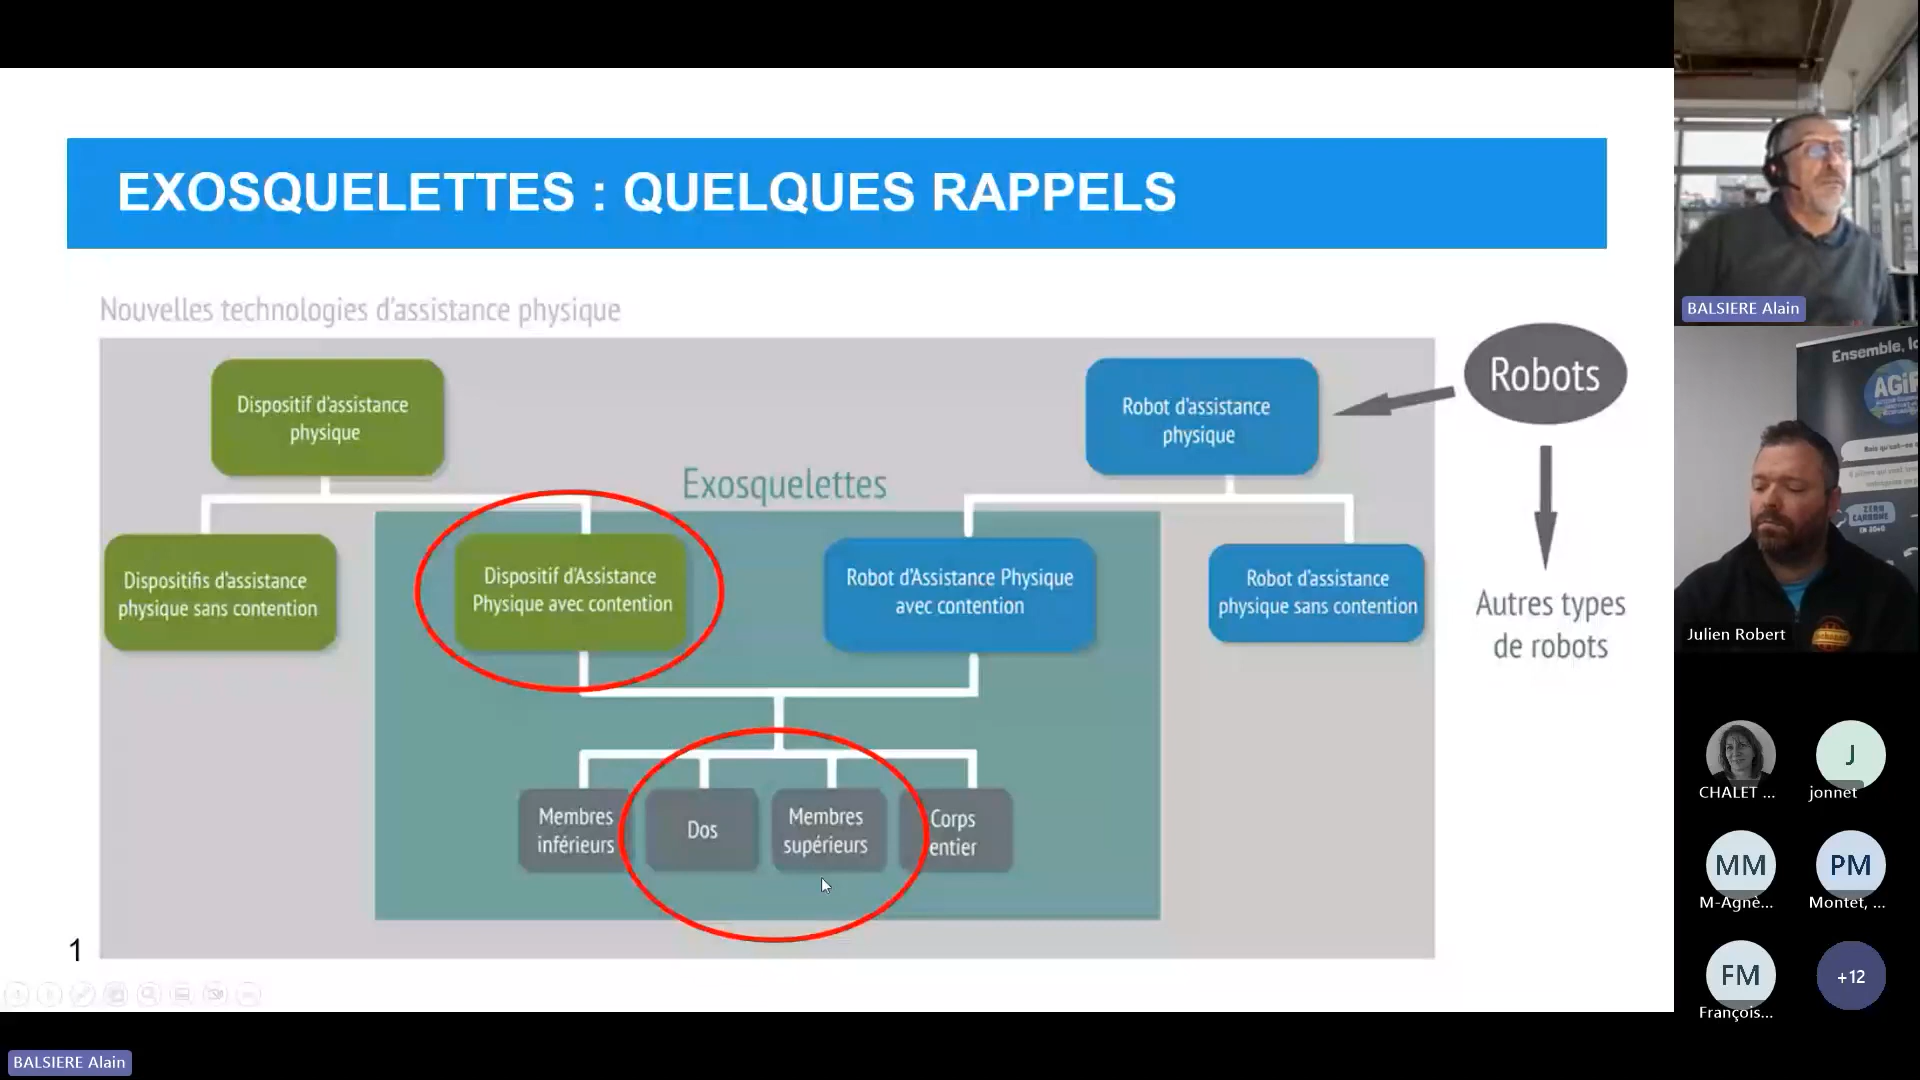 EXOSQUELETTES : QUELQUES RAPPELS
Nouvelles technologies d'assistance physique
Robots
Dispositif d'assistance
physique
Robot d'assistance
physique
Exosquelettes
Dispositifis d'assistance
physique sans contention
Dispositif d'Assistance
Physique avec contention
Robot d'Assistance Physique
avec contention
Robot d'assistance
physique sans contention
Autres types
de robots
Membres
inférieurs
Dos
Membres
supérieurs
Corps
entier
1
BALSIERE Alain
BALSIERE Alain
Ensemble, 
ZÉRO
CARBONE
Julien Robert
CHALET ...
J
jonnet
MM
M-Agnè...
PM
Montet, ...
FM
François...
+12